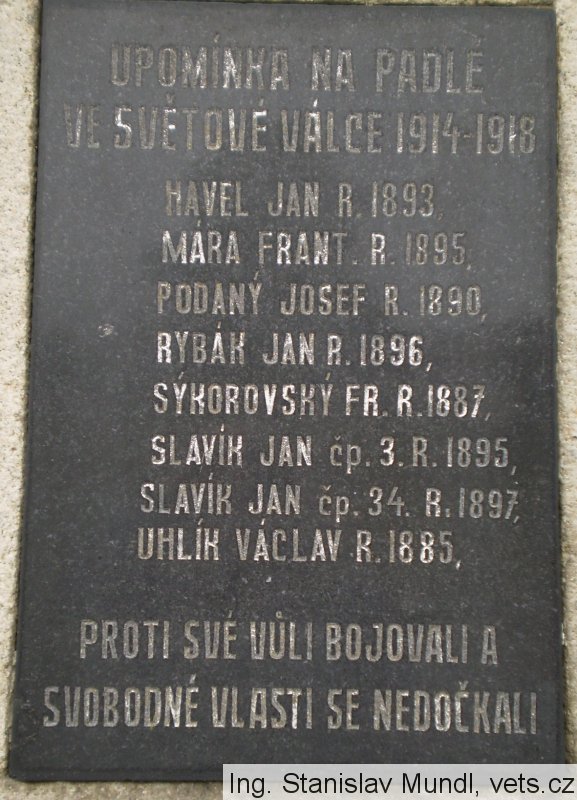 UPOMÍNKA NA PADLÉ
VE SVĚTOVÉ VÁLCE 1914-1918
HAVEL JAN R. 1893,
MÁRA FRANT. R. 1895,
PODANÝ JOSEF R. 1890,
RYBÁK JAN R. 1896,
SÝKOROVSKÝ FR. R. 1887,
SLAVÍK JAN čp. 3. R. 1895,
SLAVÍK JAN čp. 34. R. 1897,
UHLÍK VÁCLAV R. 1885,
PROTI SVÉ VŮLI BOJOVALI A
SVOBODNÉ VLASTI SE NEDOČKALI
Ing. Stanislav Mundl, vets.cz